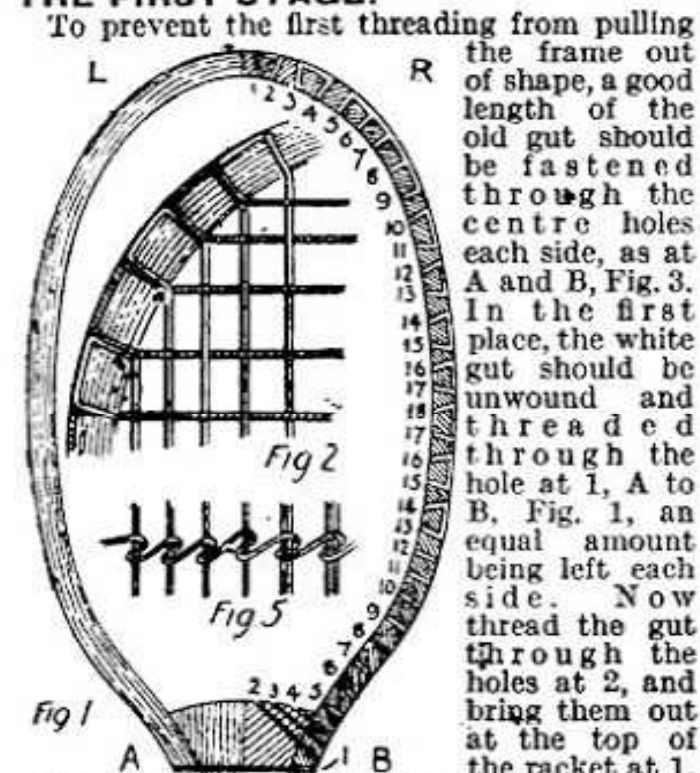 THE FIRST STAGE.
To prevent the first threading from pulling
the frame out
of shape, a good
length of the
old gut should
be fastened
through the
centre holes
each side, as at
A and B, Fig. 3.
In the first
place, the white
gut should be
unwound and
threaded
through the
hole at 1, A to
B, Fig. 1, an
equal amount
being left each
side. Now
thread the gut
through the
holes at 2, and
bring them out
at the top of
the racket at 1.
L
R
1
2
3
4
5
6
7
8
9
10
11
12
13
14
15
16
17
18
17
16
15
14
13
12
11
10
9
8
7
6
2 3 4 5
Fig 2
Fig 5
Fig 1
A
1 B